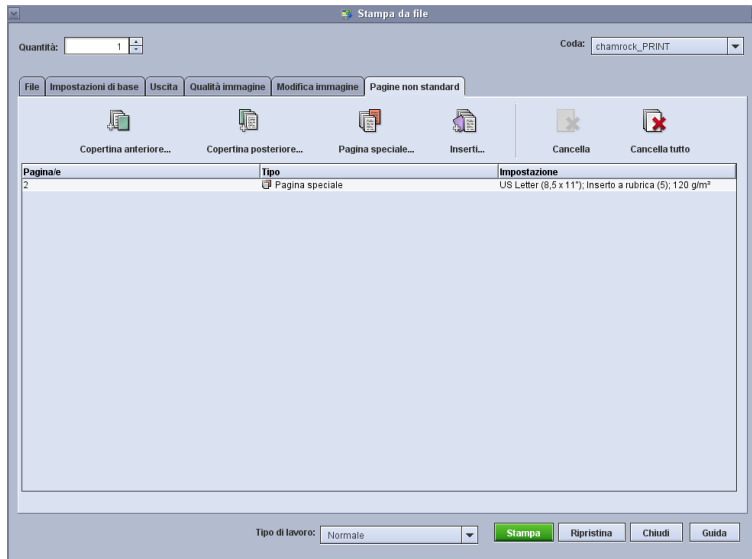 Stampa da file
Quantità: 1 Coda: chamrock_PRINT
File Impostazioni di base Uscita Qualità immagine Modifica immagine Pagine non standard
Copertina anteriore... Copertina posteriore... Pagina speciale... Inserti... Cancella Cancella tutto
Pagina/e Tipo Impostazione
2 Pagina speciale US Letter (8,5 x 11"); Inserto a rubrica (5); 120 g/m²
Tipo di lavoro: Normale Stampa Ripristina Chiudi Guida